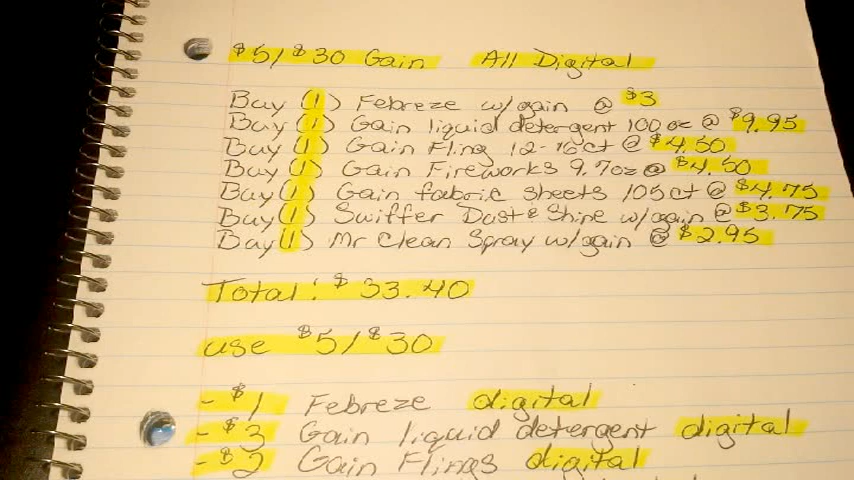 $5/$30 Gain All Digital
Buy (1) Febreze w/gain @ $3
Buy (1) Gain liquid detergent 100 oz @ $9.95
Buy (1) Gain Fling 12-16ct @ $4.50
Buy (1) Gain Fireworks 9.7oz @ $4.50
Buy (1) Gain fabric sheets 105ct @ $4.75
Buy (1) Swiffer Dust & Shine w/gain @ $3.75
Buy (1) Mr Clean Spray w/gain @ $2.95
Total: $33.40
use $5/$30
- $1 Febreze digital
- $3 Gain liquid detergent digital
- $2 Gain Flings digital